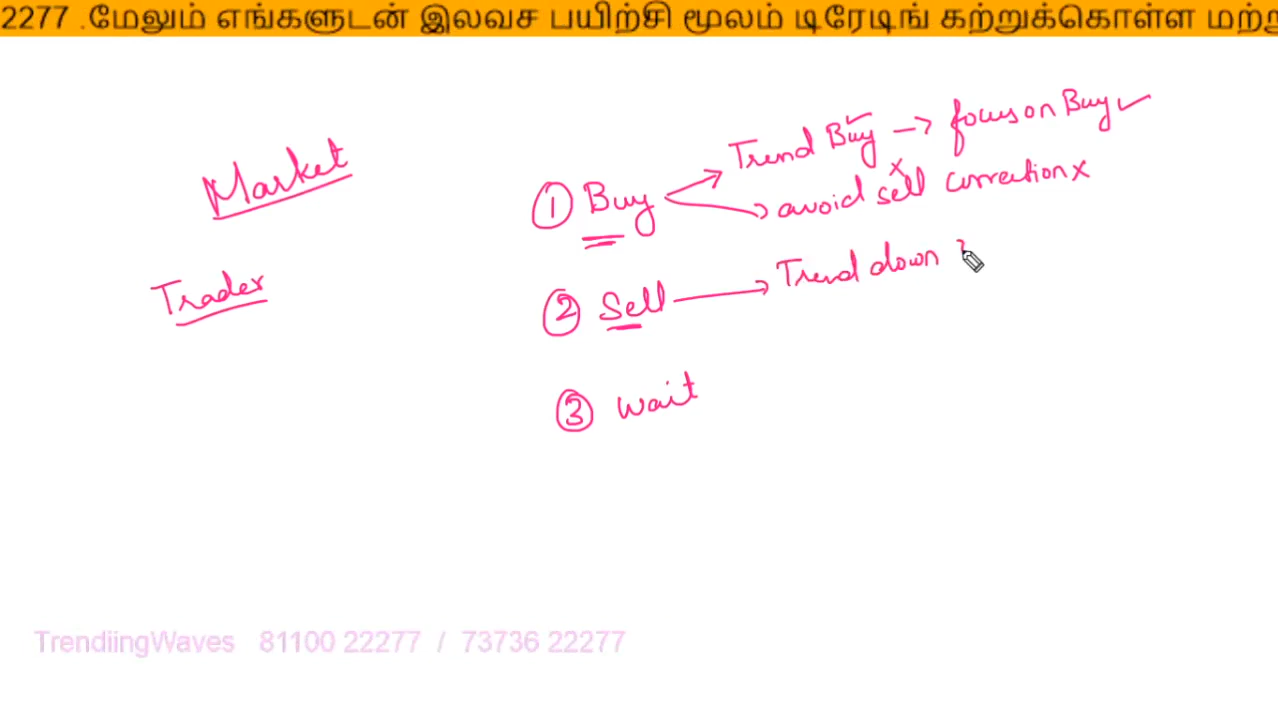 2277 .மேலும் எங்களுடன் இலவச பயிற்சி மூலம் டிரேடிங் கற்றுக்கொள்ள மற்று
Market
Trader
① Buy
Trend Buy → focus on Buy ✓
→ avoid sell correction x
② Sell → Trend down
③ wait
TrendiingWaves 81100 22277 / 73736 22277